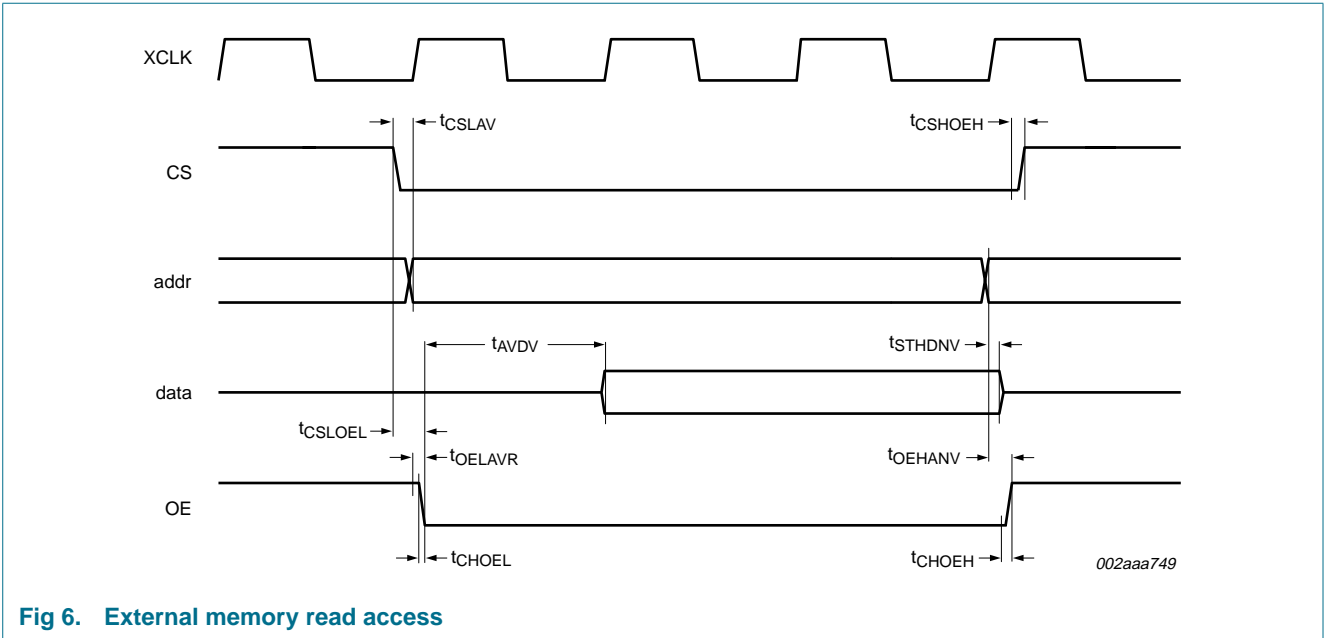 XCLK
tCSLAV
tCSHOEH
CS
addr
tAVDV
tSTHDNV
data
tCSLOEL
tOELAVR
tOEHANV
OE
tCHOEL
tCHOEH
002aaa749
Fig 6. External memory read access